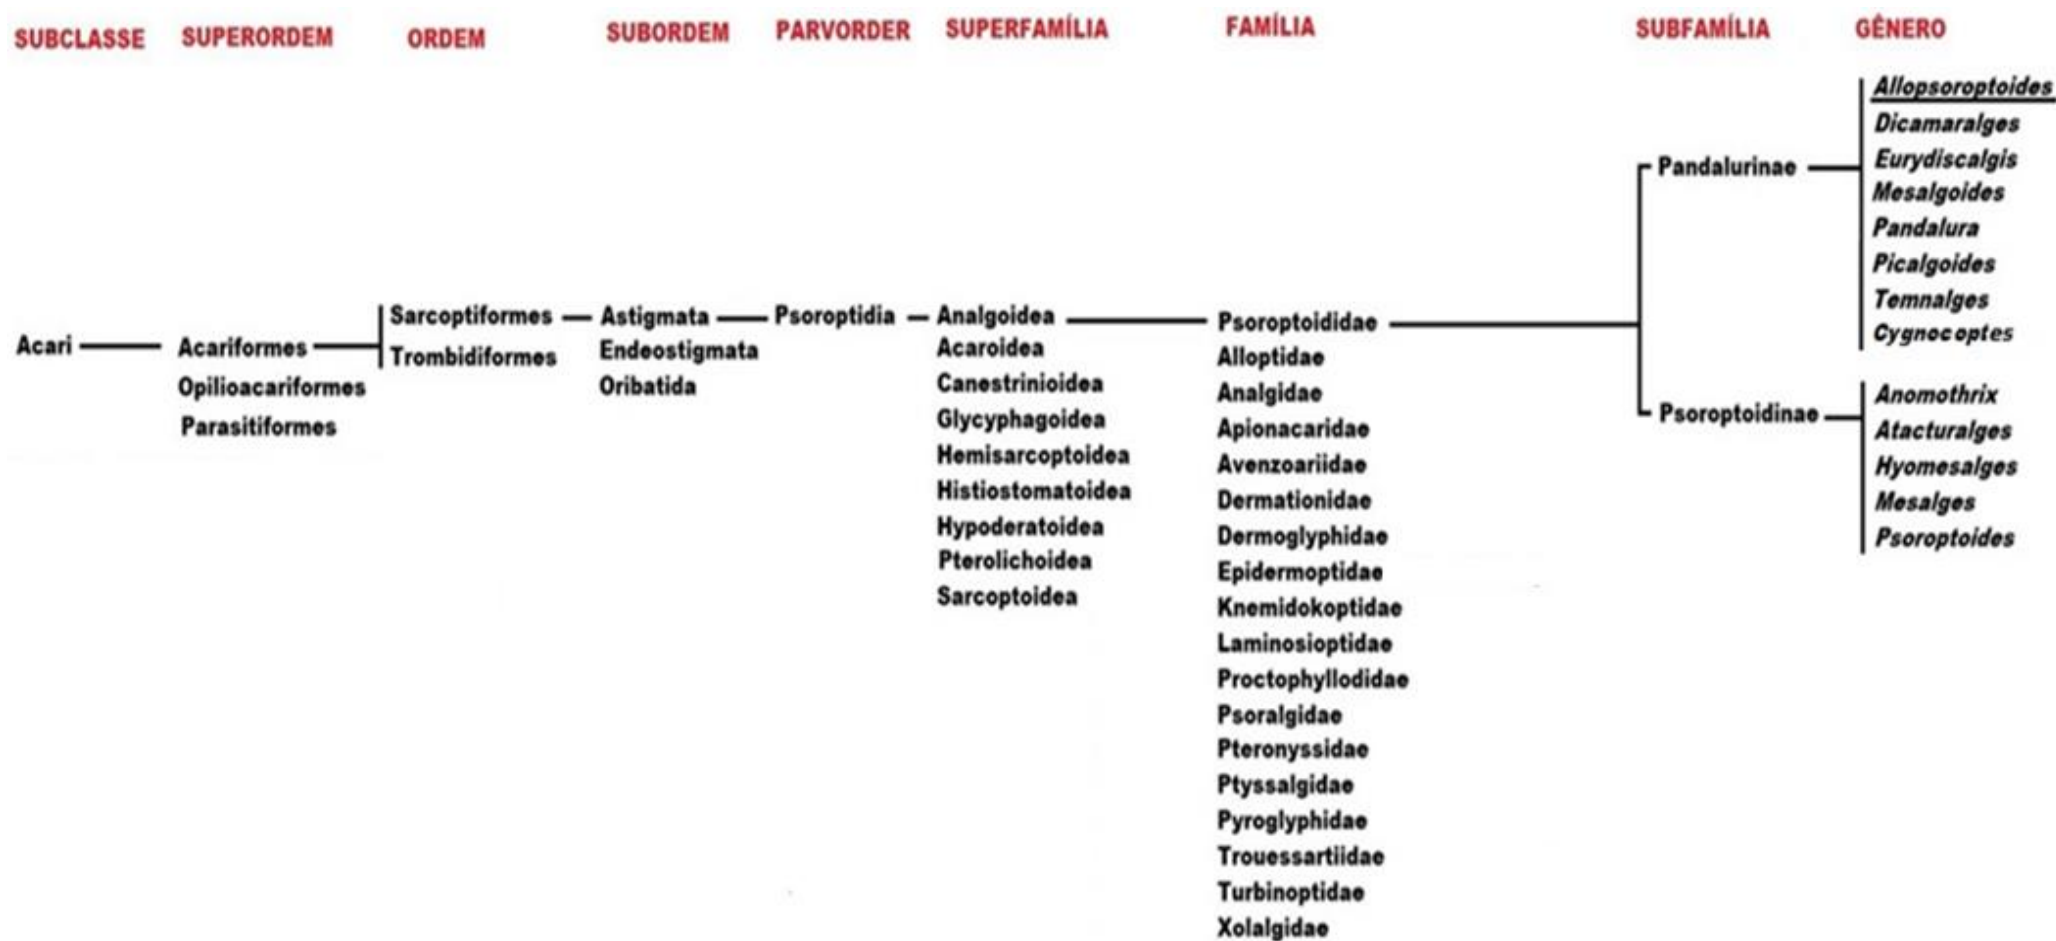 SUBCLASSE SUPERORDEM ORDEM SUBORDEM PARVORDER SUPERFAMÍLIA FAMÍLIA SUBFAMÍLIA GÊNERO
Acari
Acariformes
Opilioacariformes
Parasitiformes
Sarcoptiformes
Trombidiformes
Astigmata
Endeostigmata
Oribatida
Psoroptidia
Analgoidea
Acaroidea
Canestrinioidea
Glycyphagoidea
Hemisarcoptoidea
Histiostomatoidea
Hypoderatoidea
Pterolichoidea
Sarcoptoidea
Psoroptoididae
Alloptidae
Analgidae
Apionacaridae
Avenzoariidae
Dermationidae
Dermoglyphidae
Epidermoptidae
Knemidokoptidae
Laminosioptidae
Proctophyllodidae
Psoralgidae
Pteronyssidae
Ptyssalgidae
Pyroglyphidae
Trouessartiidae
Turbinoptidae
Xolalgidae
Pandalurinae
Psoroptoidinae
Allopsoroptoides
Dicamaralges
Eurydiscalgis
Mesalgoides
Pandalura
Picalgoides
Temnalges
Cygnocoptes
Anomothrix
Atacturalges
Hyomesalges
Mesalges
Psoroptoides